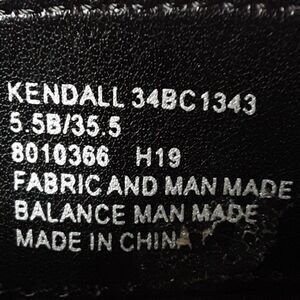 KENDALL 34BC1343
5.5B/35.5
8010366 H19
FABRIC AND MAN MADE
BALANCE MAN MADE
MADE IN CHINA